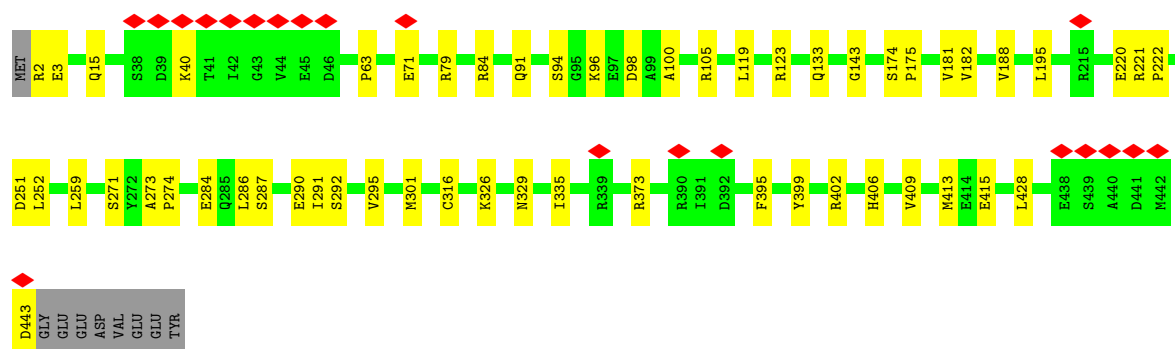 MET R2 E3 Q15 S38 D39 K40 T41 I42 G43 V44 E45 D46 P63 E71 R79 R84 Q91 S94 G95 K96 E97 D98 A99 A100 R105 L119 R123 Q133 G143 S174 P175 V181 V182 V188 L195 R215 E220 R221 P222
D251 L252 L259 S271 Y272 A273 P274 E284 Q285 L286 S287 E290 I291 S292 V295 M301 C316 K326 N329 I335 R339 R373 R390 I391 D392 F395 Y399 R402 H406 V409 M413 E414 E415 L428 E438 S439 A440 D441 M442
D443 GLY GLU GLU ASP VAL GLU GLU TYR